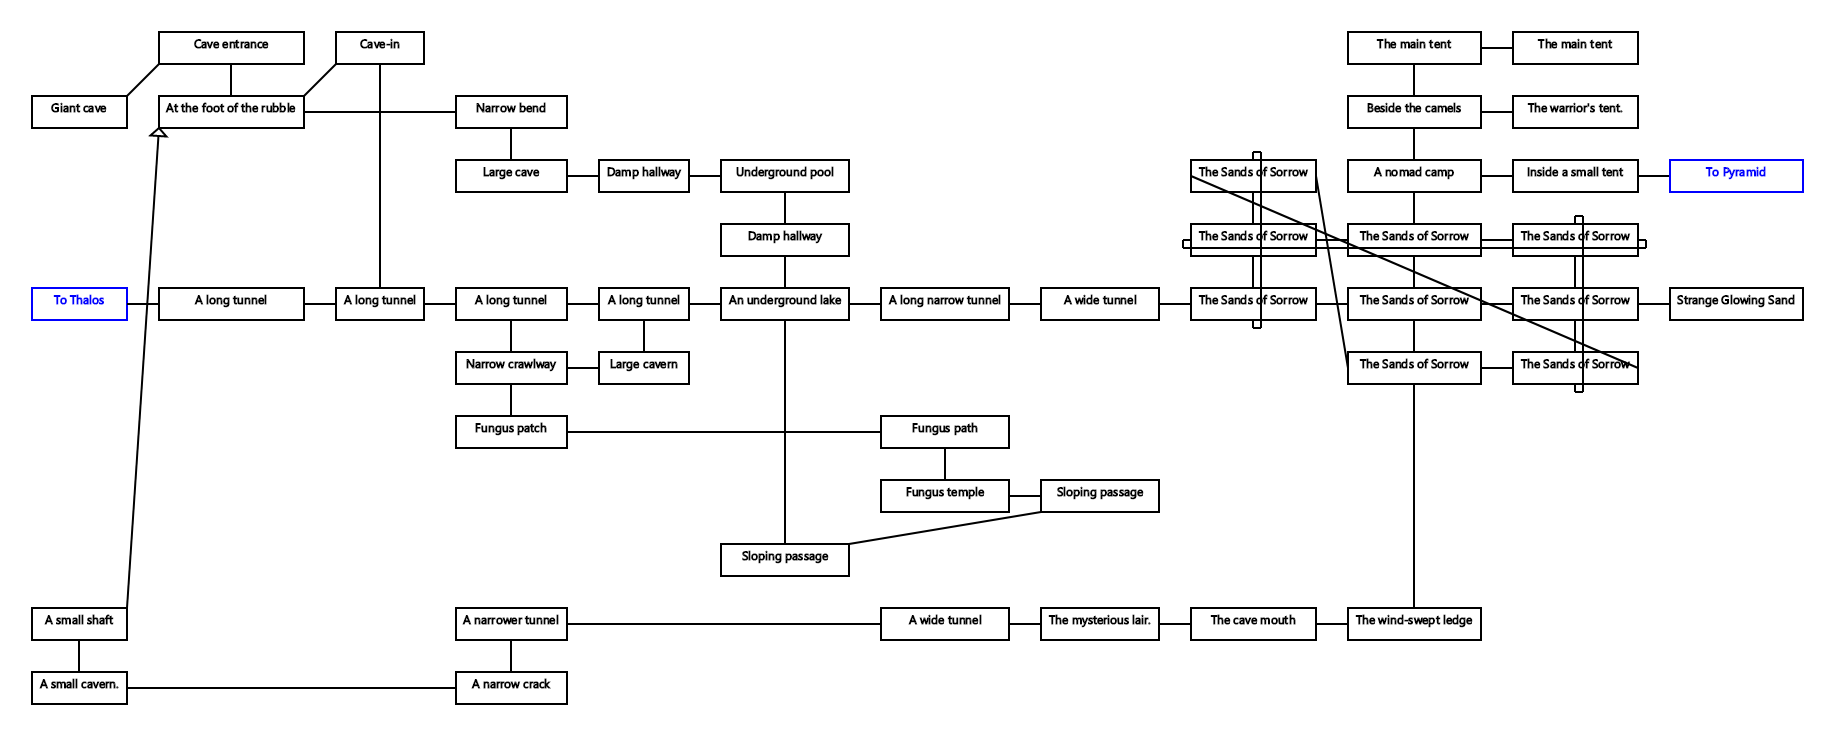 Cave entrance
Cave-in
The main tent
The main tent
Giant cave
At the foot of the rubble
Narrow bend
Beside the camels
The warrior's tent.
Large cave
Damp hallway
Underground pool
The Sands of Sorrow
A nomad camp
Inside a small tent
To Pyramid
Damp hallway
The Sands of Sorrow
The Sands of Sorrow
The Sands of Sorrow
To Thalos
A long tunnel
A long tunnel
A long tunnel
A long tunnel
An underground lake
A long narrow tunnel
A wide tunnel
The Sands of Sorrow
The Sands of Sorrow
The Sands of Sorrow
Strange Glowing Sand
Narrow crawlway
Large cavern
The Sands of Sorrow
The Sands of Sorrow
Fungus patch
Fungus path
Fungus temple
Sloping passage
Sloping passage
A small shaft
A narrower tunnel
A wide tunnel
The mysterious lair.
The cave mouth
The wind-swept ledge
A small cavern.
A narrow crack